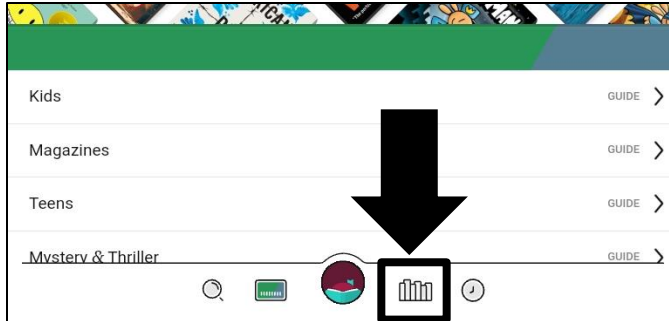 Kids GUIDE
Magazines GUIDE
Teens GUIDE
Mystery & Thriller GUIDE